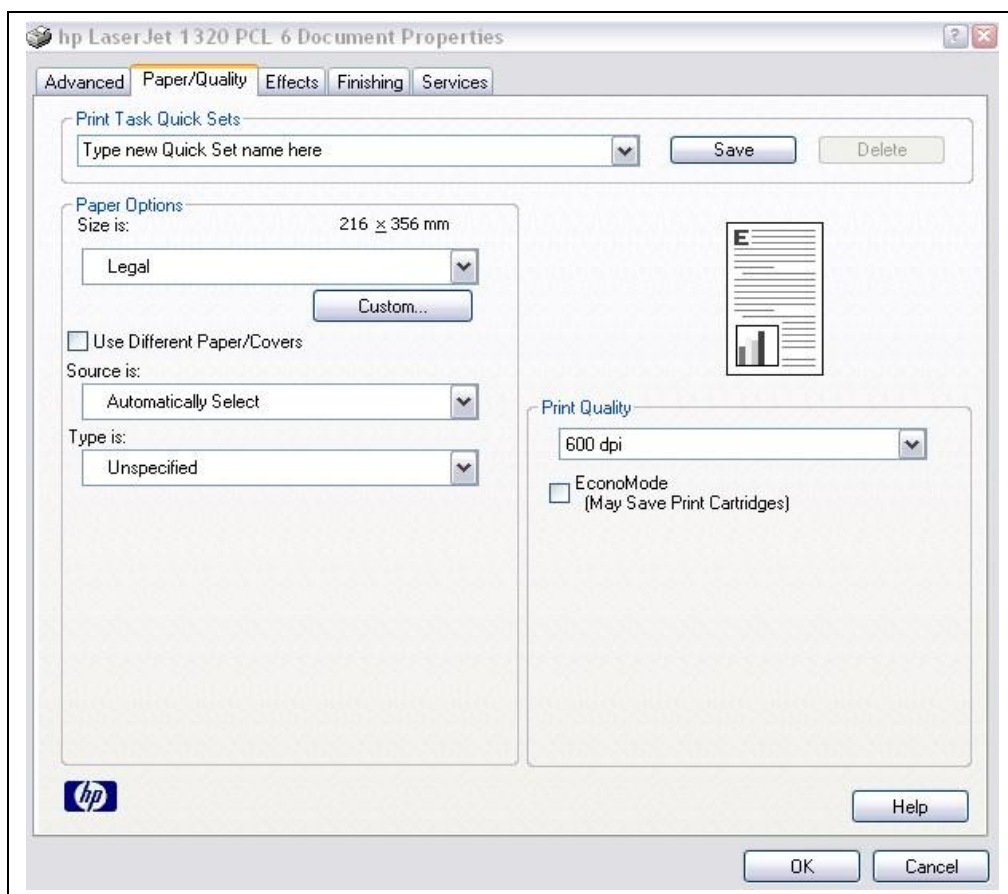 hp LaserJet 1320 PCL 6 Document Properties
Advanced Paper/Quality Effects Finishing Services
Print Task Quick Sets
Type new Quick Set name here Save Delete
Paper Options
Size is: 216 x 356 mm
Legal
Custom...
Use Different Paper/Covers
Source is:
Automatically Select
Type is:
Unspecified
E
Print Quality
600 dpi
EconoMode
(May Save Print Cartridges)
hp
Help
OK Cancel